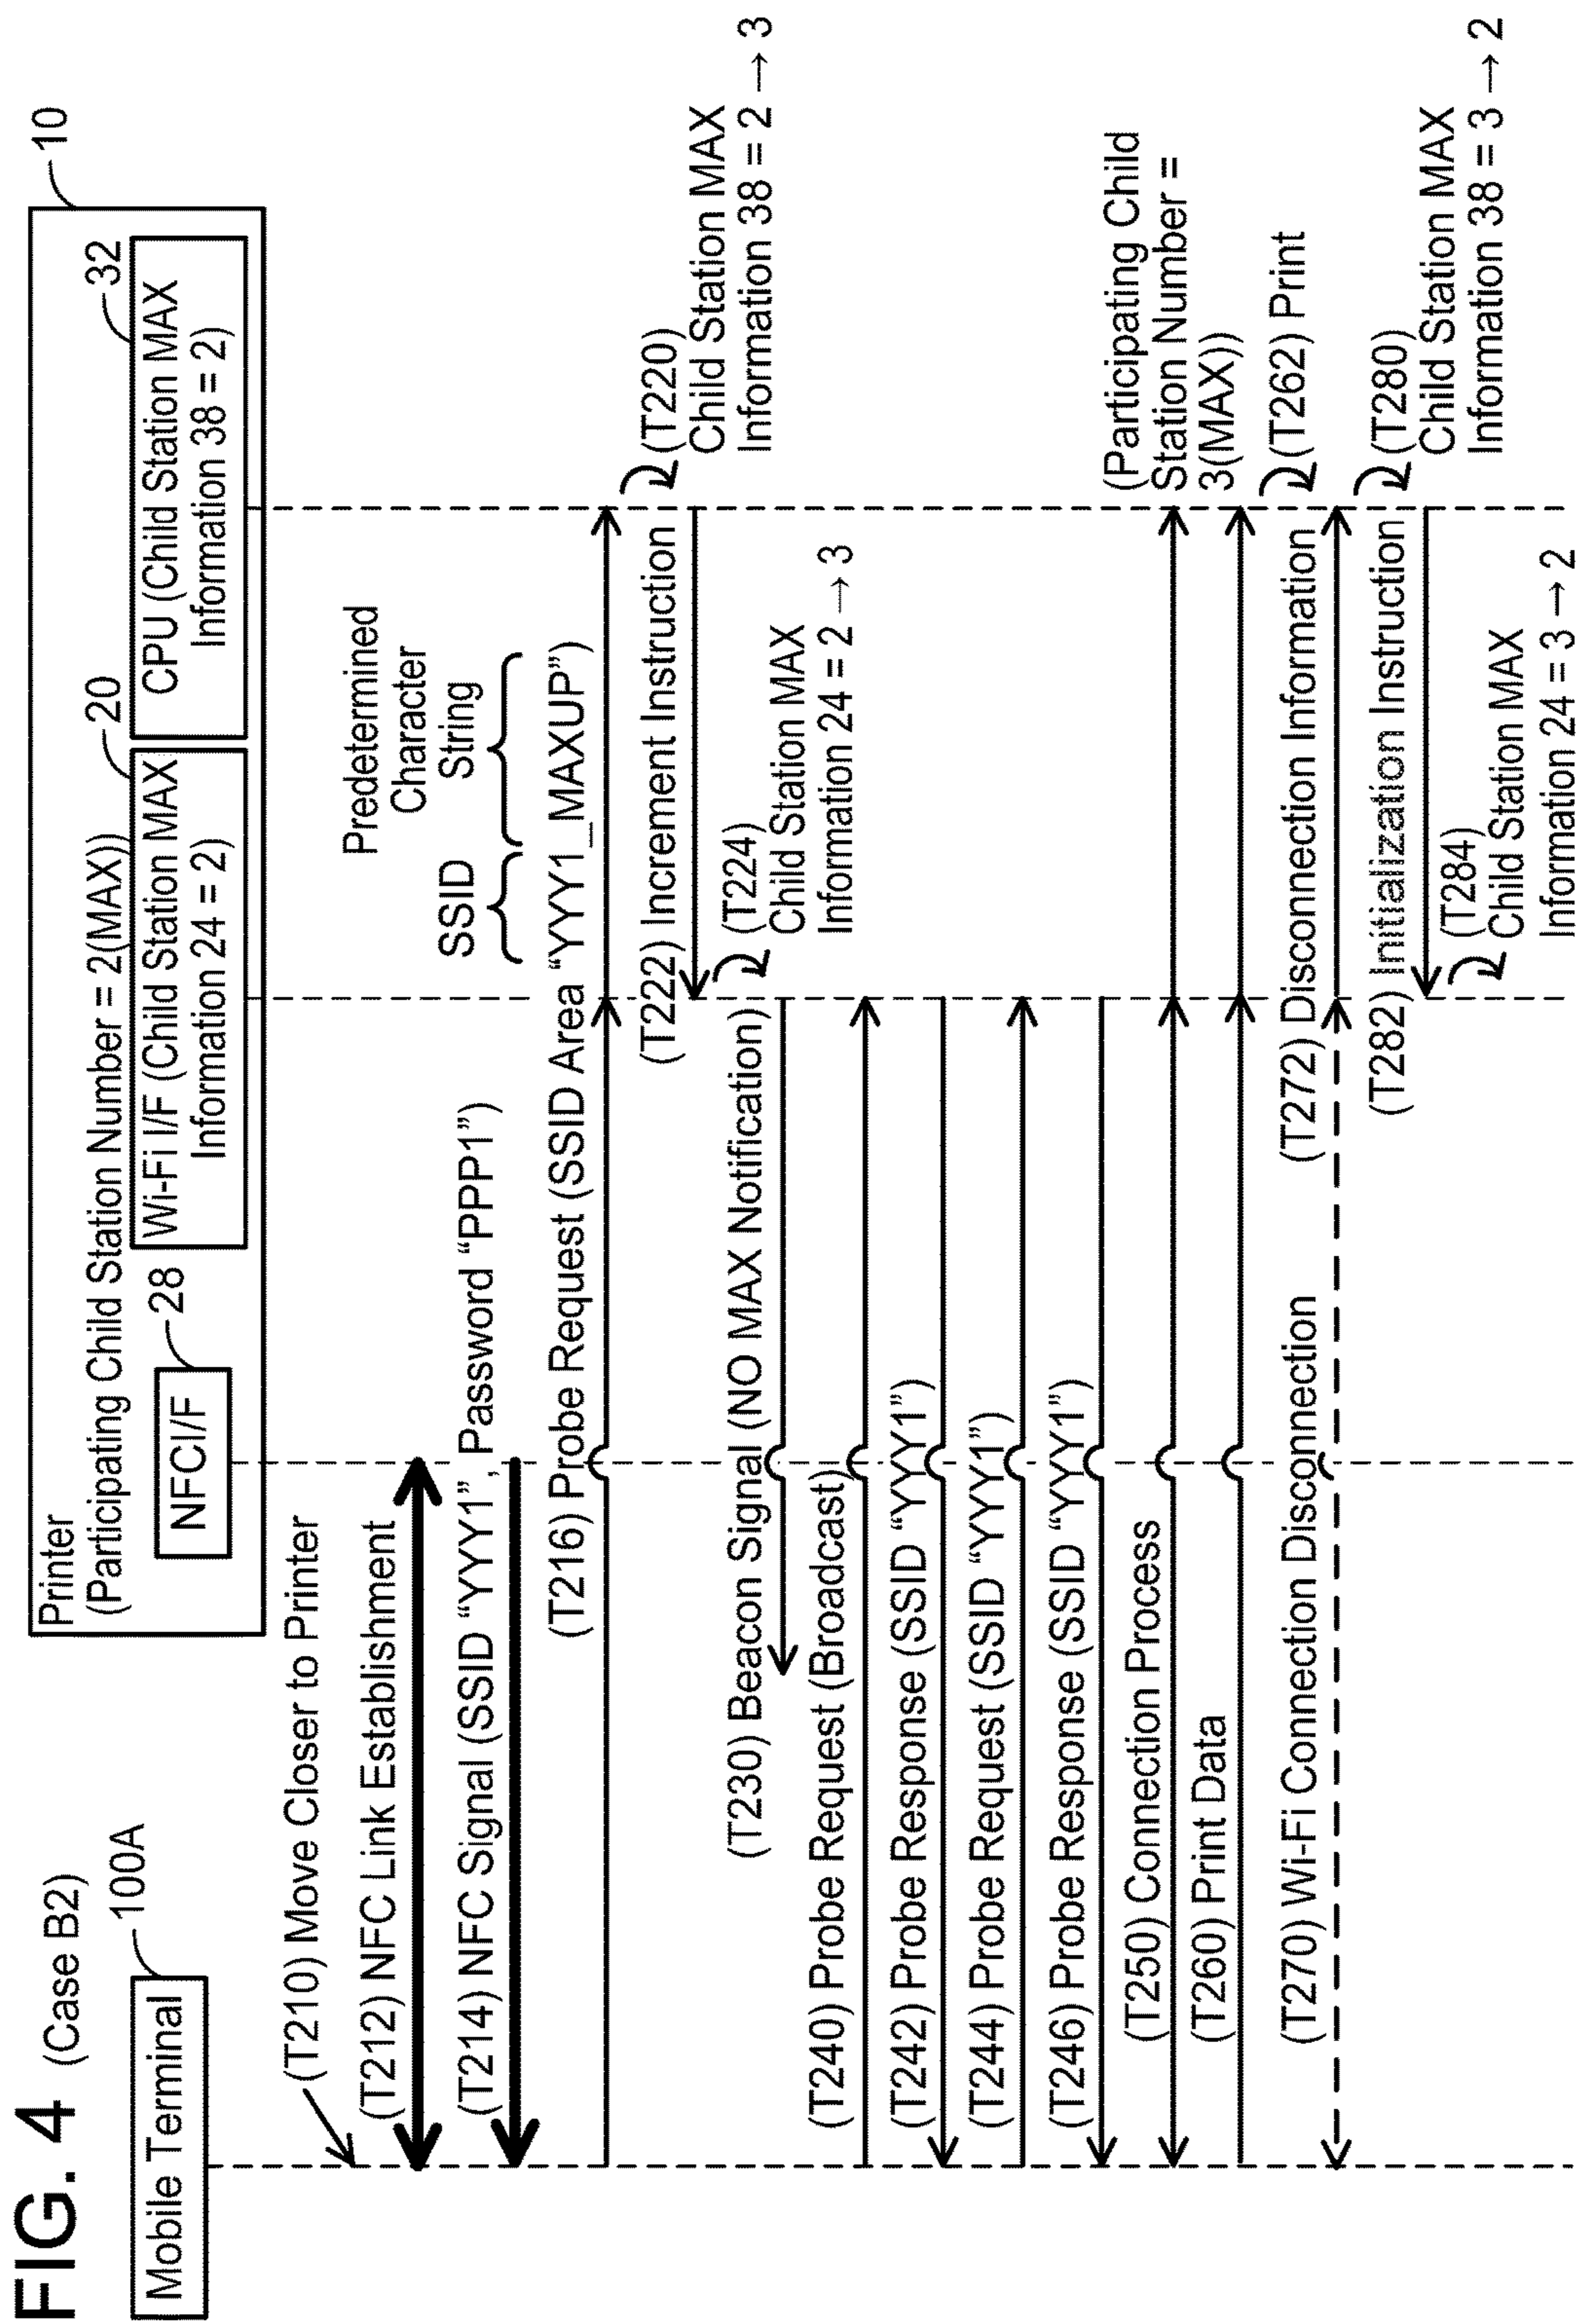 FIG. 4 (Case B2)
Printer
(Participating Child Station Number = 2(MAX))
10
Mobile Terminal
100A
NFCI/F
28
Wi-Fi I/F (Child Station MAX
Information 24 = 2)
20
CPU (Child Station MAX
Information 38 = 2)
32
(T210) Move Closer to Printer
(T212) NFC Link Establishment
(T214) NFC Signal (SSID “YYY1”, Password “PPP1”)
SSID
Predetermined
Character
String
(T216) Probe Request (SSID Area “YYY1_MAXUP”)
(T220)
Child Station MAX
Information 38 = 2 → 3
(T222) Increment Instruction
(T224)
Child Station MAX
Information 24 = 2 → 3
(T230) Beacon Signal (NO MAX Notification)
(T240) Probe Request (Broadcast)
(T242) Probe Response (SSID “YYY1”)
(T244) Probe Request (SSID “YYY1”)
(T246) Probe Response (SSID “YYY1”)
(T250) Connection Process
(Participating Child
Station Number =
3(MAX))
(T260) Print Data
(T262) Print
(T270) Wi-Fi Connection Disconnection
(T272) Disconnection Information
(T280)
Child Station MAX
Information 38 = 3 → 2
(T282) Initialization Instruction
(T284)
Child Station MAX
Information 24 = 3 → 2